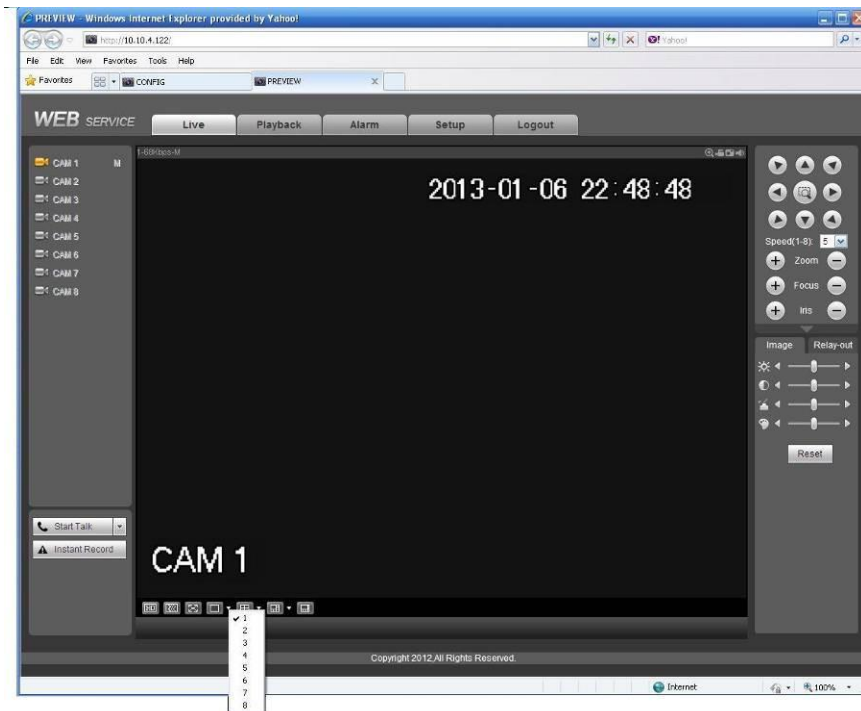 PREVIEW - Windows Internet Explorer provided by Yahoo!
http://10.10.4.122/
Yahoo!
File Edit View Favorites Tools Help
Favorites
CONFIG
PREVIEW
WEB SERVICE
Live
Playback
Alarm
Setup
Logout
CAM 1 M
CAM 2
CAM 3
CAM 4
CAM 5
CAM 6
CAM 7
CAM 8
2013-01-06 22:48:48
Speed(1-8): 5
Zoom
Focus
Iris
Image
Relay-out
Reset
Start Talk
Instant Record
CAM 1
1
2
3
4
5
6
7
8
Copyright 2012,All Rights Reserved.
Internet
100%